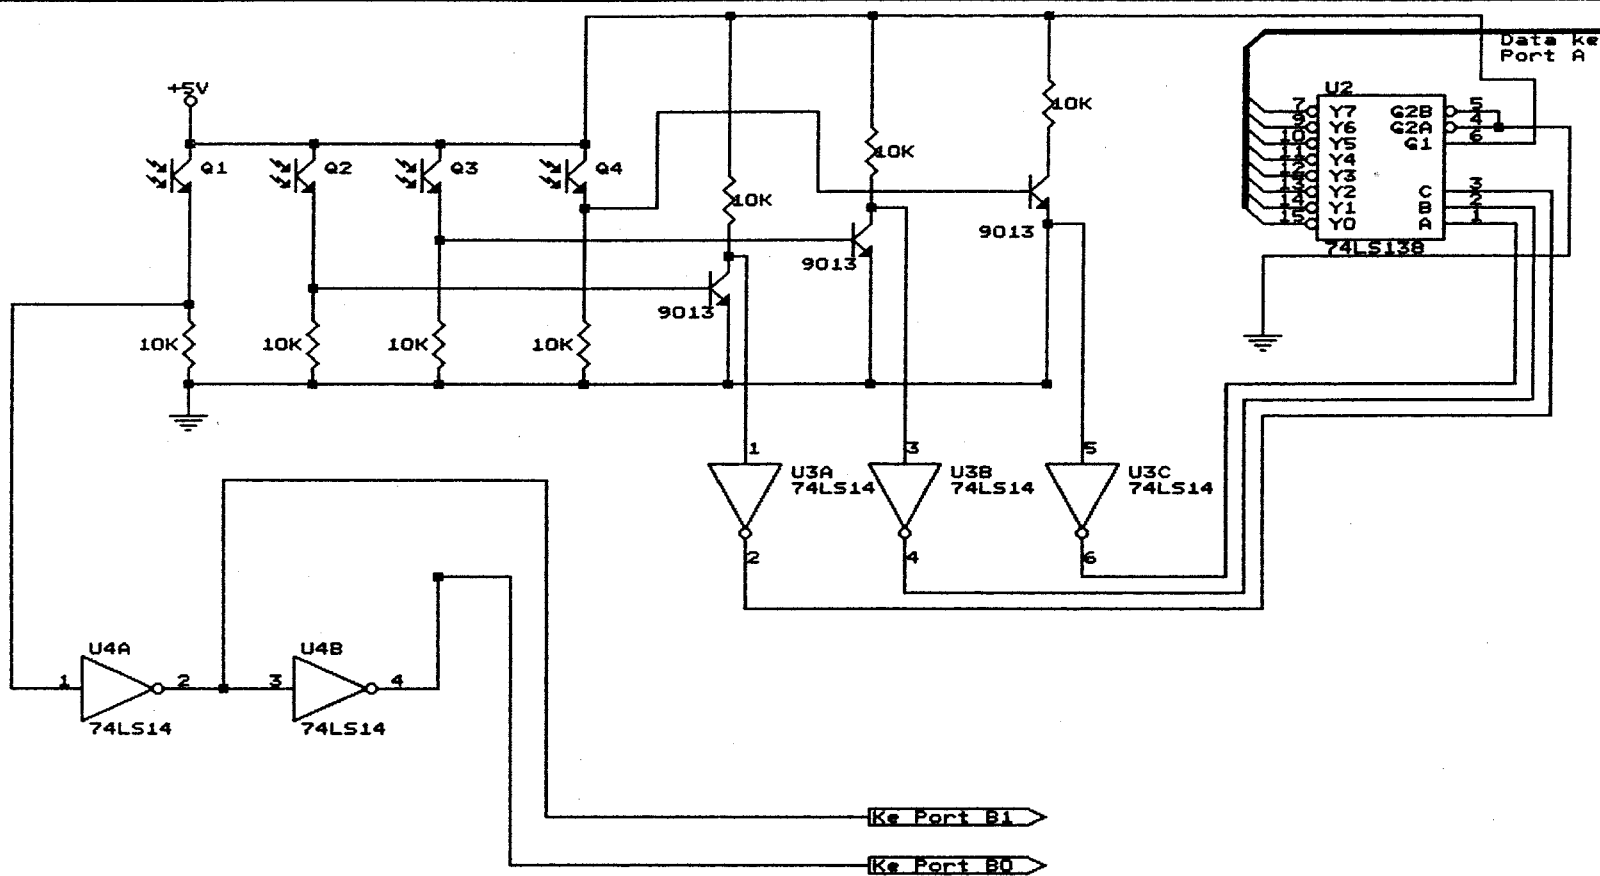 Data Ke
Port A
+5V
Q1
Q2
Q3
Q4
10K
10K
10K
9013
9013
9013
10K
10K
10K
10K
U2
7
9
10
11
12
13
14
15
Y7
Y6
Y5
Y4
Y3
Y2
Y1
Y0
G2B
G2A
G1
C
B
A
5
4
6
3
2
1
74LS138
1
3
5
U3A
74LS14
U3B
74LS14
U3C
74LS14
2
4
6
U4A
1
2
74LS14
U4B
3
4
74LS14
Ke Port B1
Ke Port B0